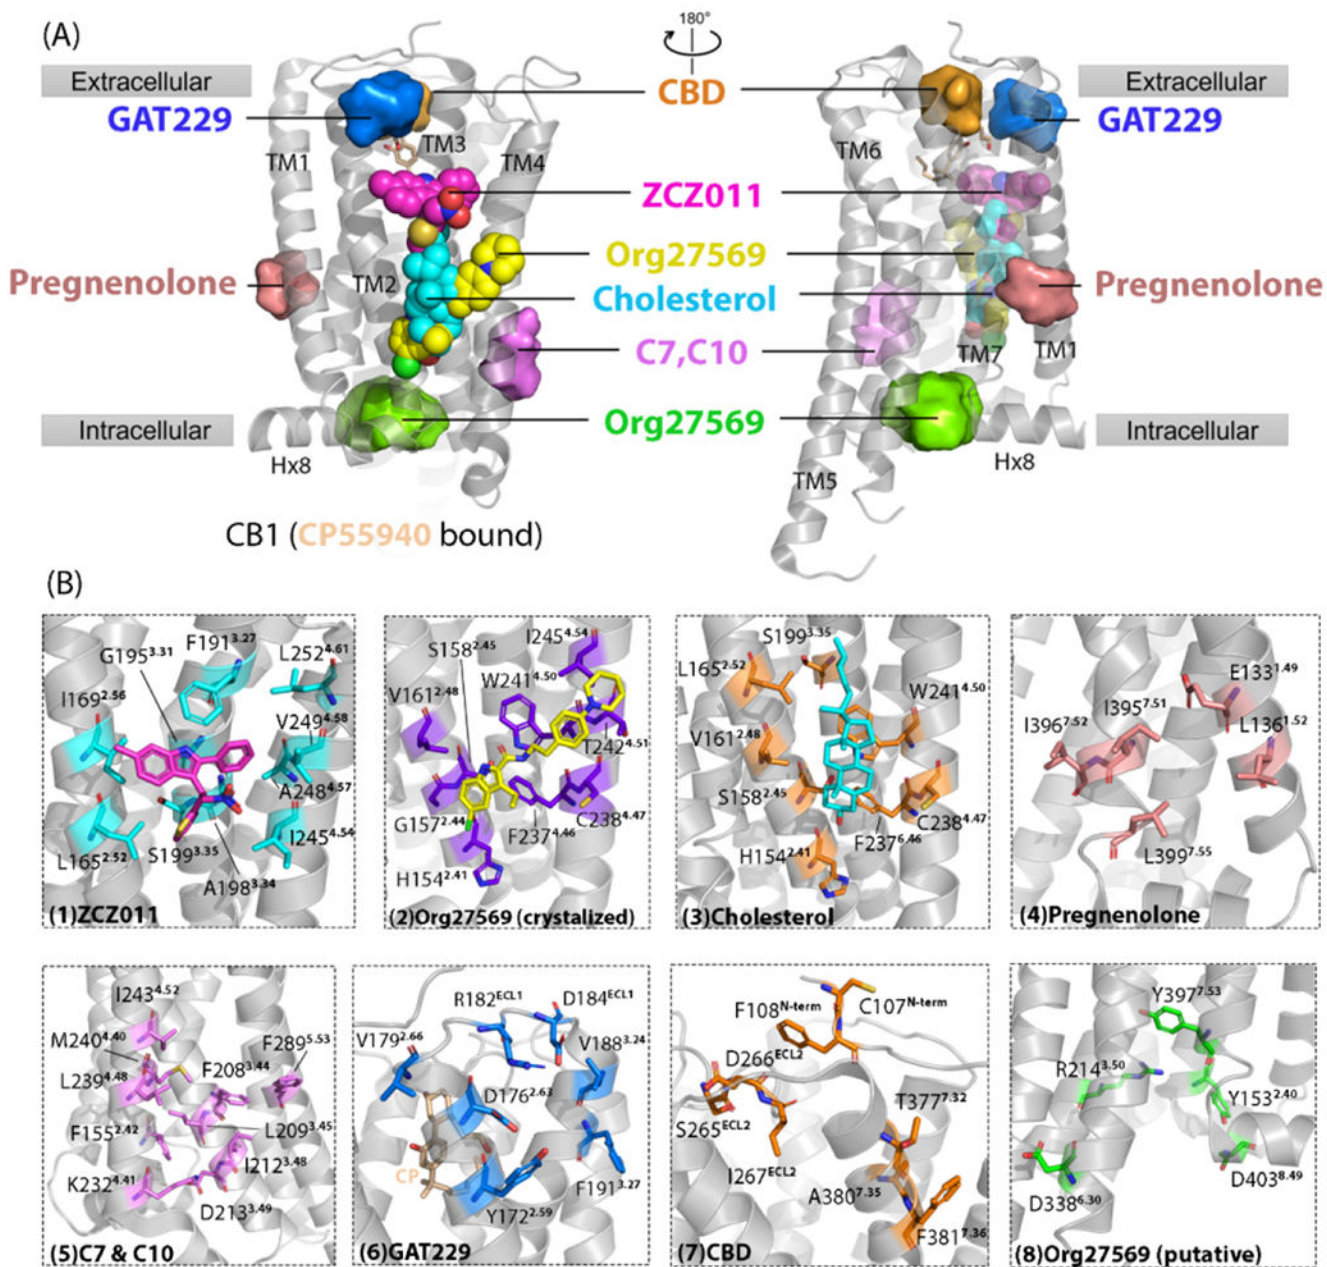 (A)
180°
Extracellular
CBD
Extracellular
GAT229
GAT229
TM3
TM1
TM4
TM6
ZCZ011
Org27569
Pregnenolone
TM2
Cholesterol
Pregnenolone
C7,C10
TM7
TM1
Org27569
Intracellular
Intracellular
Hx8
Hx8
TM5
CB1 (CP55940 bound)
(B)
F1913.27
G1953.31
L2524.61
I1692.56
V2494.58
A2484.57
L1652.52
S1993.35
I2454.54
A1983.34
(1)ZCZ011
I2454.54
S1582.45
W2414.50
V1612.48
T2424.51
G1572.44
F2374.46
C2384.47
H1542.41
(2)Org27569 (crystalized)
S1993.35
L1652.52
W2414.50
V1612.48
S1582.45
C2384.47
F2376.46
H1542.41
(3)Cholesterol
E1331.49
I3957.51
I3967.52
L1361.52
L3997.55
(4)Pregnenolone
I2434.52
M2404.40
F2895.53
F2083.44
L2394.48
L2093.45
F1552.42
I2123.48
K2324.41
D2133.49
(5)C7 & C10
R182ECL1
D184ECL1
V1792.66
V1883.24
D1762.63
CP
F1913.27
Y1722.59
(6)GAT229
F108N-term
C107N-term
D266ECL2
T3777.32
S265ECL2
I267ECL2
A3807.35
F3817.36
(7)CBD
Y3977.53
R2143.50
Y1532.40
D4038.49
D3386.30
(8)Org27569 (putative)